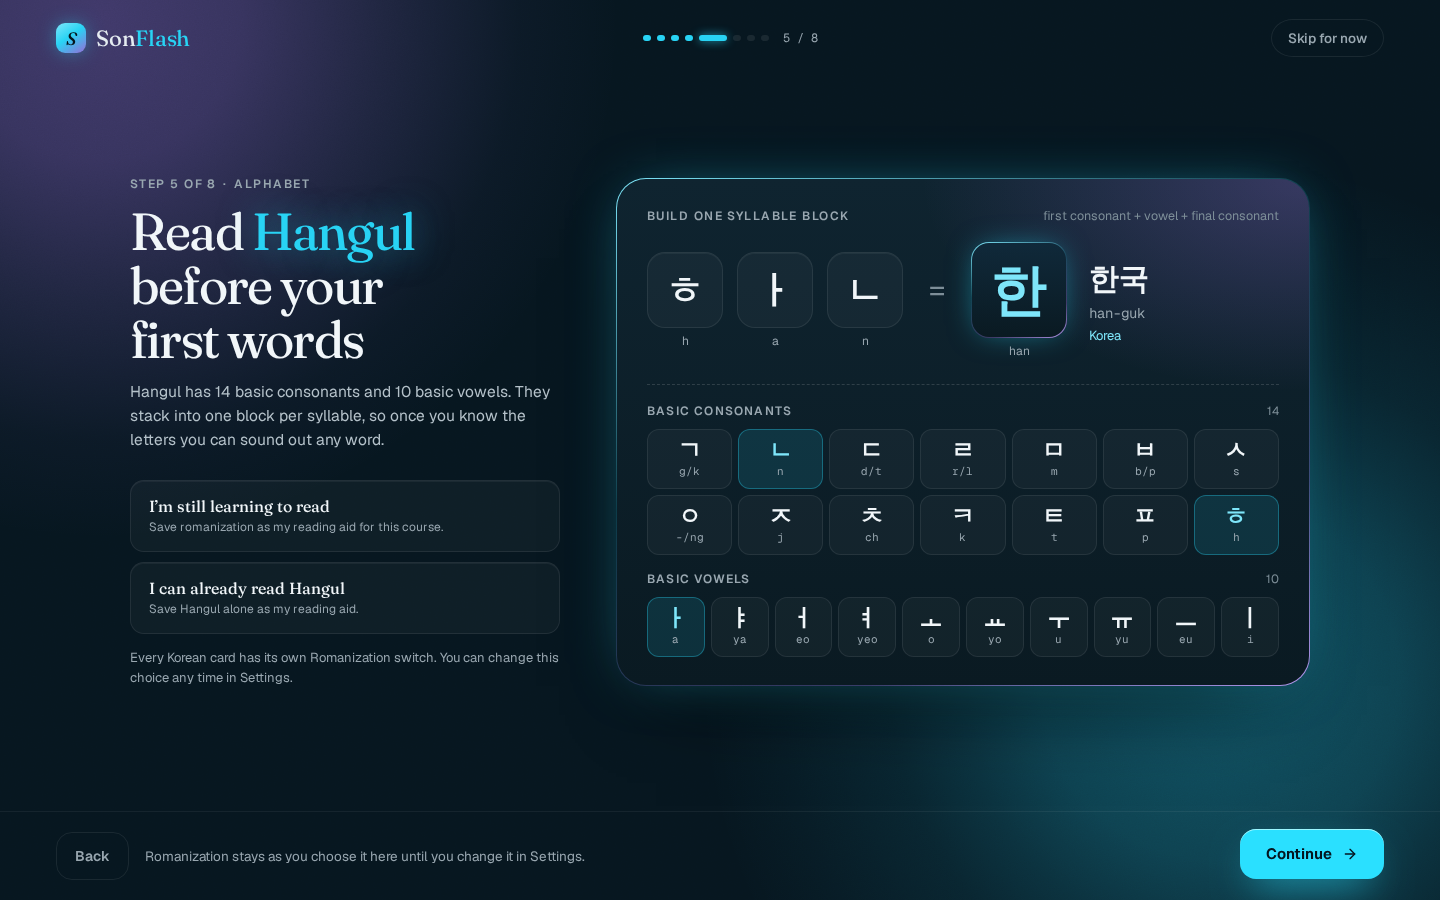 S SonFlash
5 / 8
Skip for now
STEP 5 OF 8 · ALPHABET
Read Hangul
before your
first words
Hangul has 14 basic consonants and 10 basic vowels. They
stack into one block per syllable, so once you know the
letters you can sound out any word.
I'm still learning to read
Save romanization as my reading aid for this course.
I can already read Hangul
Save Hangul alone as my reading aid.
Every Korean card has its own Romanization switch. You can change this
choice any time in Settings.
BUILD ONE SYLLABLE BLOCK
first consonant + vowel + final consonant
ㅎ ㅏ ㄴ = 한
h a n han
한국
han-guk
Korea
BASIC CONSONANTS 14
ㄱ ㄴ ㄷ ㄹ ㅁ ㅂ ㅅ
g/k n d/t r/l m b/p s
ㅇ ㅈ ㅊ ㅋ ㅌ ㅍ ㅎ
-/ng j ch k t p h
BASIC VOWELS 10
ㅏ ㅑ ㅓ ㅕ ㅗ ㅛ ㅜ ㅠ ㅡ ㅣ
a ya eo yeo o yo u yu eu i
Back
Romanization stays as you choose it here until you change it in Settings.
Continue →